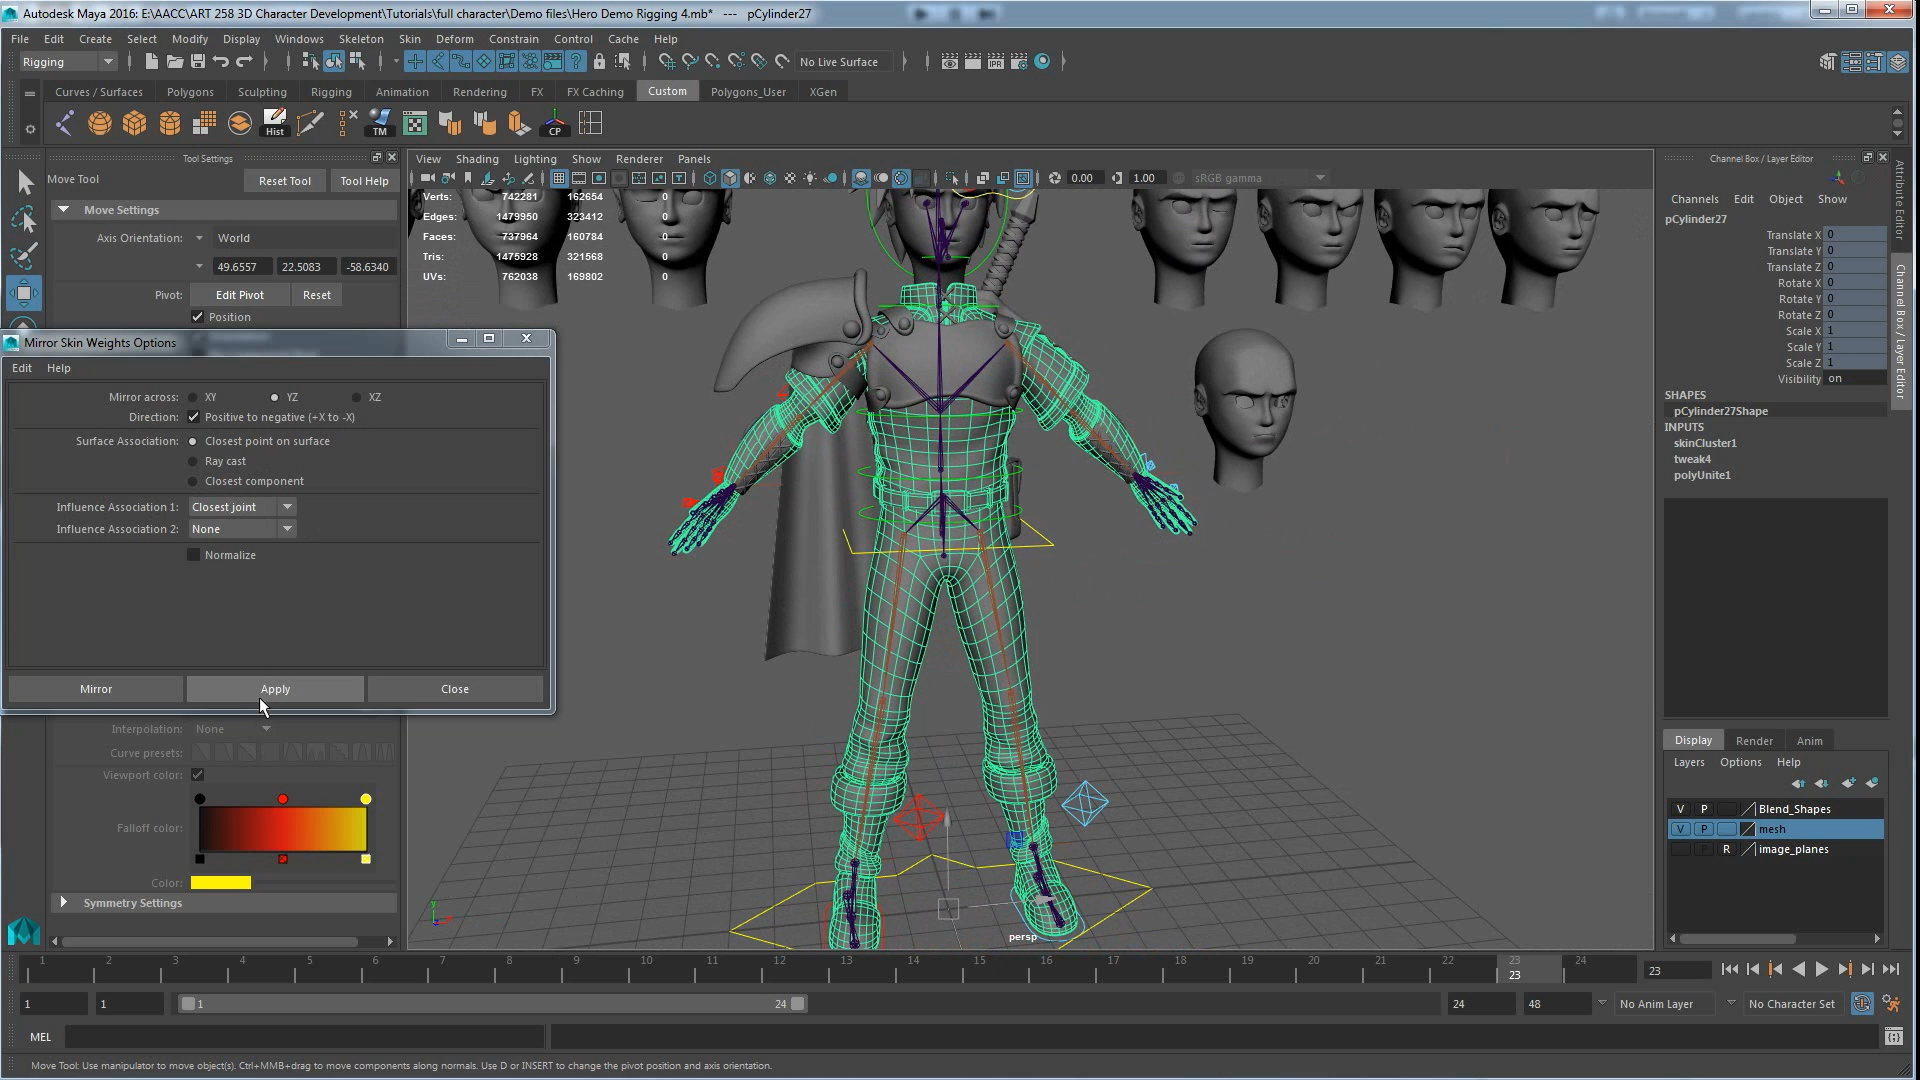 Autodesk Maya 2016: E:\AACC\ART 258 3D Character Development\Tutorials\full character\Demo files\Hero Demo Rigging 4.mb* --- pCylinder27
File Edit Create Select Modify Display Windows Skeleton Skin Deform Constrain Control Cache Help
Rigging No Live Surface IPR
Curves / Surfaces Polygons Sculpting Rigging Animation Rendering FX FX Caching Custom Polygons_User XGen
Hist TM CP
Tool Settings
Move Tool Reset Tool Tool Help
Move Settings
Axis Orientation: World
49.6557 22.5083 -58.6340
Pivot: Edit Pivot Reset
Position
View Shading Lighting Show Renderer Panels
0.00 1.00 sRGB gamma
Verts: 742281 162654 0
Edges: 1479950 323412 0
Faces: 737964 160784 0
Tris: 1475928 321568 0
UVs: 762038 169802 0
Mirror Skin Weights Options
Edit Help
Mirror across: XY YZ XZ
Direction: Positive to negative (+X to -X)
Surface Association: Closest point on surface
Ray cast
Closest component
Influence Association 1: Closest joint
Influence Association 2: None
Normalize
Mirror Apply Close
Interpolation: None
Curve presets:
Viewport color:
Falloff color:
Color:
Symmetry Settings
y
persp
Channel Box / Layer Editor
Channels Edit Object Show
pCylinder27
Translate X 0
Translate Y 0
Translate Z 0
Rotate X 0
Rotate Y 0
Rotate Z 0
Scale X 1
Scale Y 1
Scale Z 1
Visibility on
SHAPES
pCylinder27Shape
INPUTS
skinCluster1
tweak4
polyUnite1
Attribute Editor
Channel Box / Layer Editor
Display Render Anim
Layers Options Help
V P Blend_Shapes
V P mesh
P R image_planes
1 2 3 4 5 6 7 8 9 10 11 12 13 14 15 16 17 18 19 20 21 22 23 24
23
23
1 1 1 24 24 48 No Anim Layer No Character Set
MEL
Move Tool: Use manipulator to move object(s). Ctrl+MMB+drag to move components along normals. Use D or INSERT to change the pivot position and axis orientation.